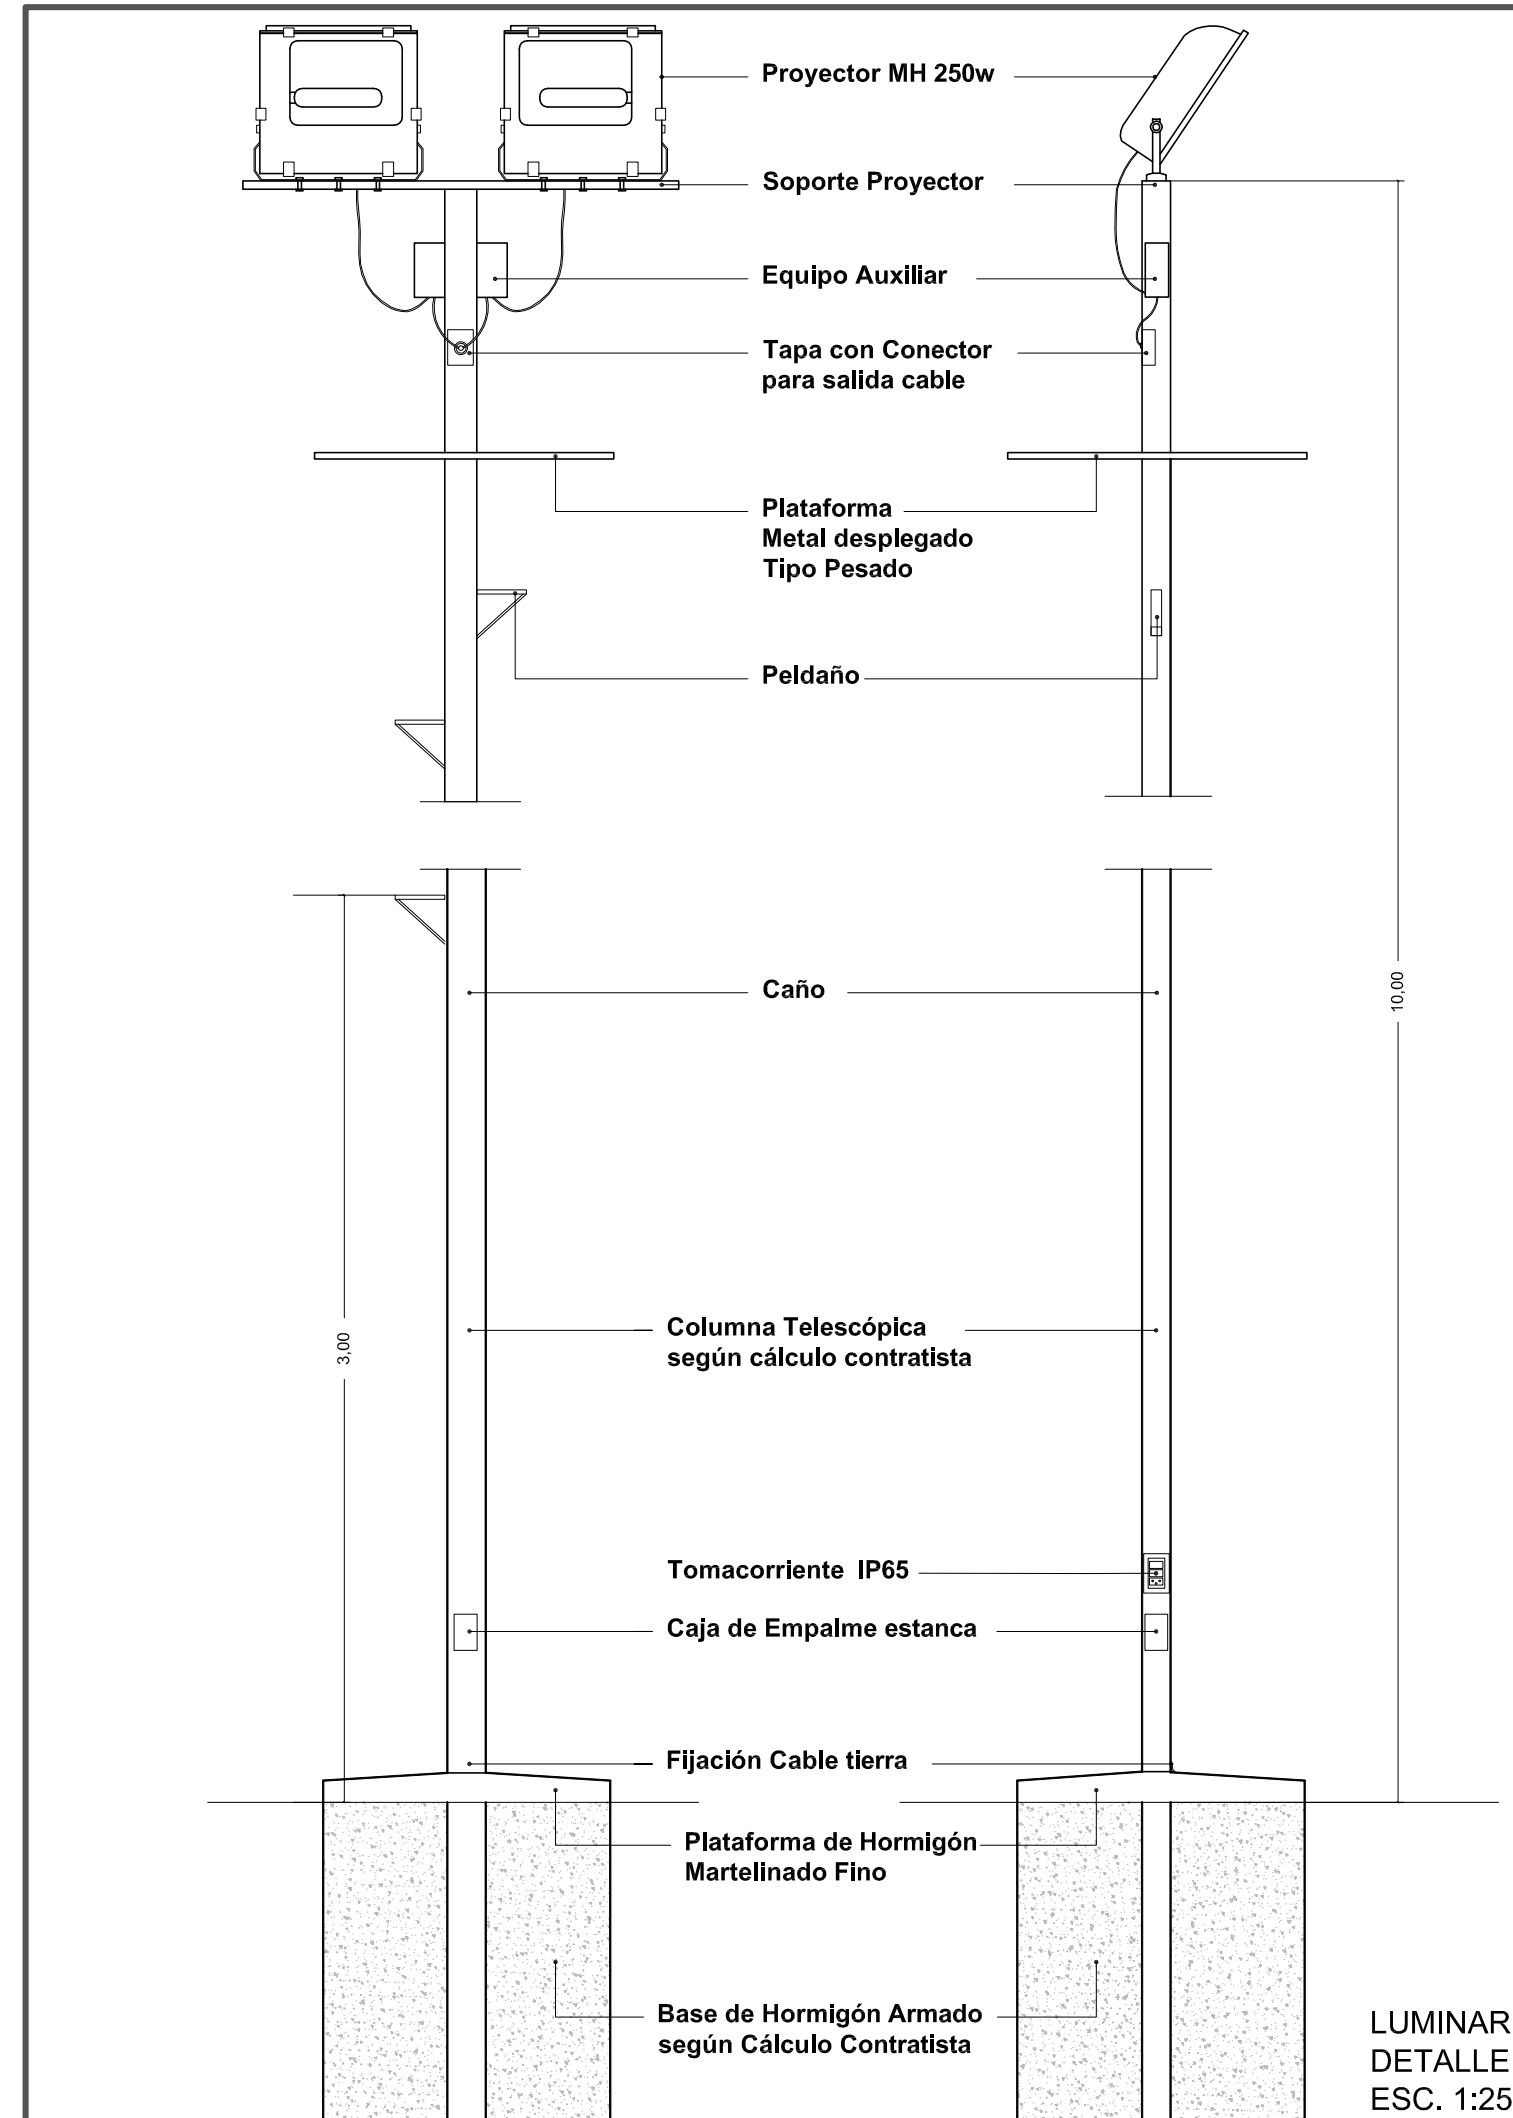 Proyector MH 250w
Soporte Proyector
Equipo Auxiliar
Tapa con Conector
para salida cable
Plataforma
Metal desplegado
Tipo Pesado
Peldaño
Caño
10,00
3,00
Columna Telescópica
según cálculo contratista
Tomacorriente IP65
Caja de Empalme estanca
Fijación Cable tierra
Plataforma de Hormigón
Martelinado Fino
Base de Hormigón Armado
según Cálculo Contratista
LUMINAR
DETALLE
ESC. 1:25